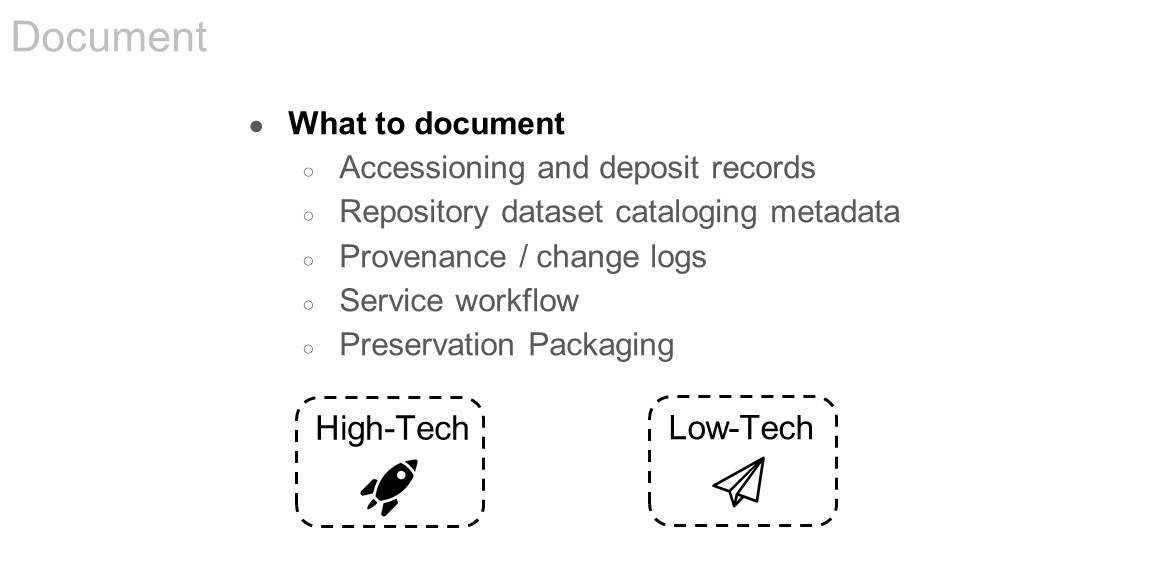 Document
● What to document
○ Accessioning and deposit records
○ Repository dataset cataloging metadata
○ Provenance / change logs
○ Service workflow
○ Preservation Packaging
High-Tech
Low-Tech